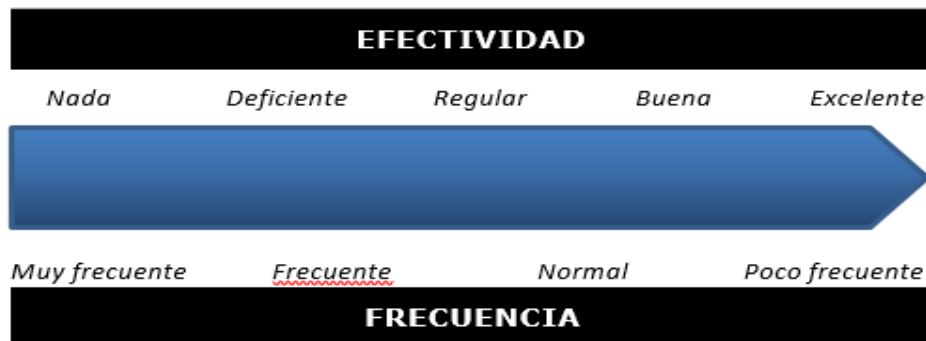 EFECTIVIDAD
Nada Deficiente Regular Buena Excelente
Muy frecuente Frecuente Normal Poco frecuente
FRECUENCIA